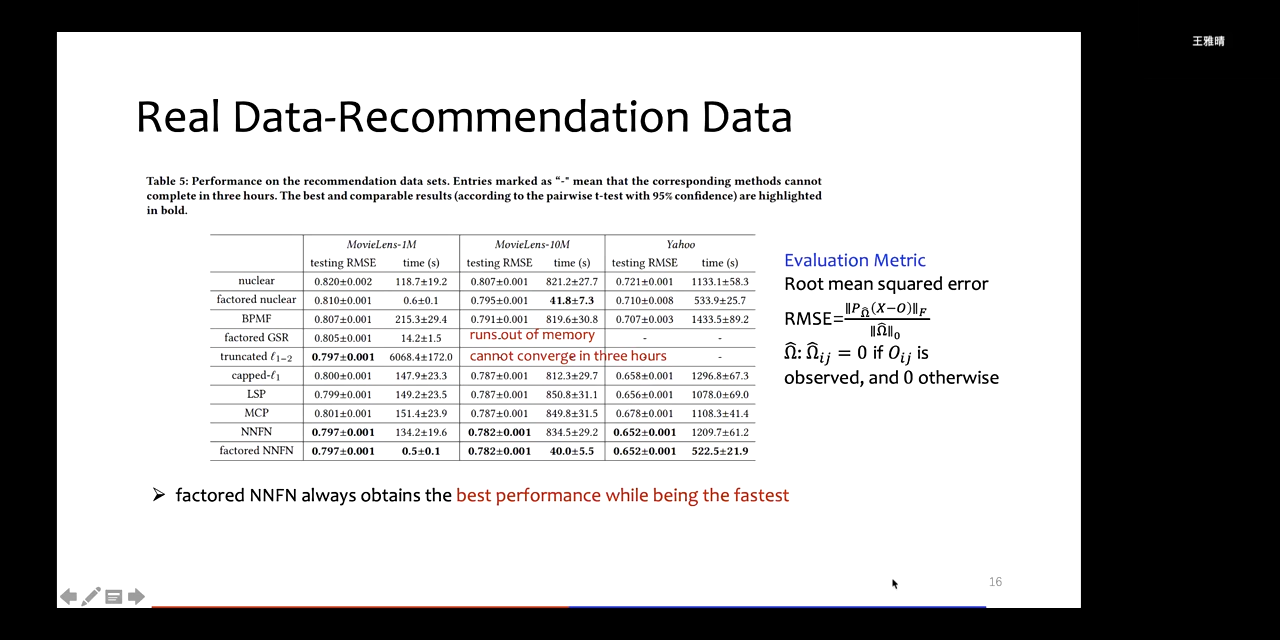 王雅晴
Real Data-Recommendation Data
Table 5: Performance on the recommendation data sets. Entries marked as “-" mean that the corresponding methods cannot
complete in three hours. The best and comparable results (according to the pairwise t-test with 95% confidence) are highlighted
in bold.
MovieLens-1M MovieLens-10M Yahoo
testing RMSE time (s) testing RMSE time (s) testing RMSE time (s)
nuclear 0.820±0.002 118.7±19.2 0.807±0.001 821.2±27.7 0.721±0.001 1133.1±58.3
factored nuclear 0.810±0.001 0.6±0.1 0.795±0.001 41.8±7.3 0.710±0.008 533.9±25.7
BPMF 0.807±0.001 215.3±29.4 0.791±0.001 819.6±30.8 0.707±0.003 1433.5±89.2
factored GSR 0.805±0.001 14.2±1.5 runs out of memory - -
truncated ℓ₁₋₂ 0.797±0.001 6068.4±172.0 cannot converge in three hours -
capped-ℓ₁ 0.800±0.001 147.9±23.3 0.787±0.001 812.3±29.7 0.658±0.001 1296.8±67.3
LSP 0.799±0.001 149.2±23.5 0.787±0.001 850.8±31.1 0.656±0.001 1078.0±69.0
MCP 0.801±0.001 151.4±23.9 0.787±0.001 849.8±31.5 0.678±0.001 1108.3±41.4
NNFN 0.797±0.001 134.2±19.6 0.782±0.001 834.5±29.2 0.652±0.001 1209.7±61.2
factored NNFN 0.797±0.001 0.5±0.1 0.782±0.001 40.0±5.5 0.652±0.001 522.5±21.9
Evaluation Metric
Root mean squared error
RMSE=‖P_Ω̂(X−O)‖_F / ‖Ω̂‖₀
Ω̂: Ω̂_ij = 0 if O_ij is
observed, and 0 otherwise
➢ factored NNFN always obtains the best performance while being the fastest
16